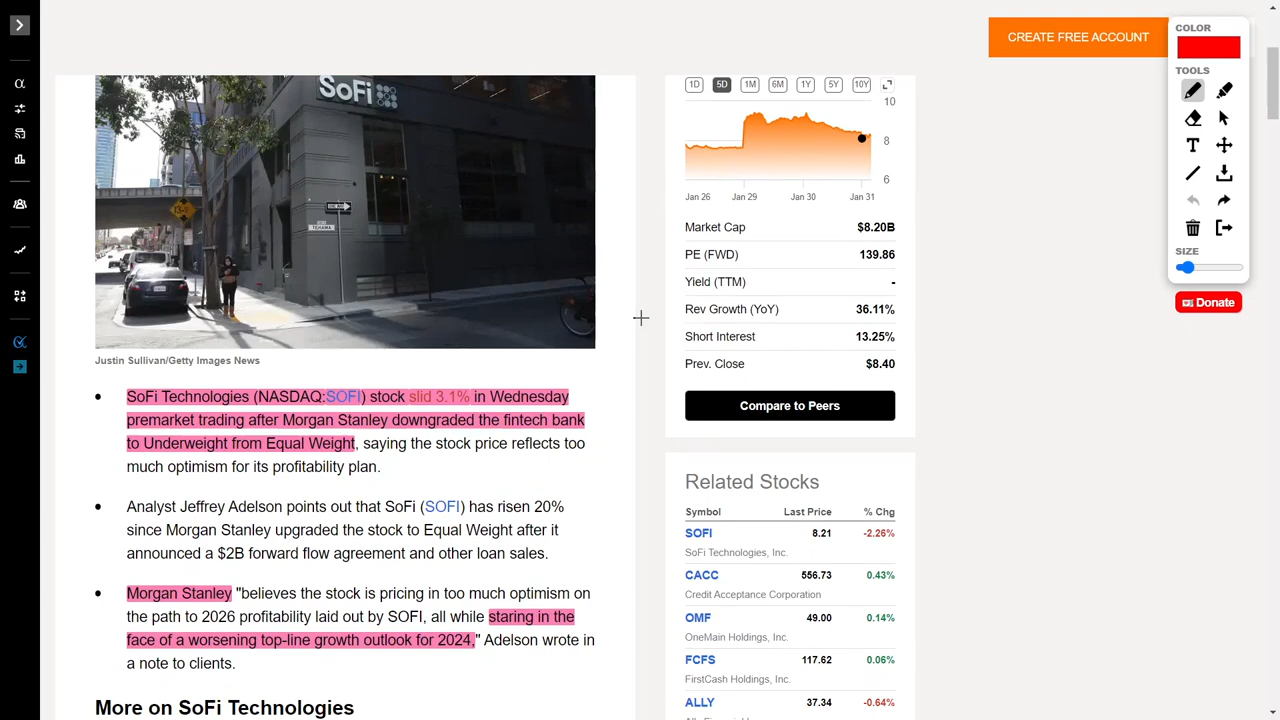 CREATE FREE ACCOUNT
COLOR
TOOLS
T
SIZE
Donate
SoFi
TEHAMA
Justin Sullivan/Getty Images News
• SoFi Technologies (NASDAQ:SOFI) stock slid 3.1% in Wednesday
premarket trading after Morgan Stanley downgraded the fintech bank
to Underweight from Equal Weight, saying the stock price reflects too
much optimism for its profitability plan.
• Analyst Jeffrey Adelson points out that SoFi (SOFI) has risen 20%
since Morgan Stanley upgraded the stock to Equal Weight after it
announced a $2B forward flow agreement and other loan sales.
• Morgan Stanley "believes the stock is pricing in too much optimism on
the path to 2026 profitability laid out by SOFI, all while staring in the
face of a worsening top-line growth outlook for 2024," Adelson wrote in
a note to clients.
More on SoFi Technologies
1D 5D 1M 6M 1Y 5Y 10Y
10
8
6
Jan 26 Jan 29 Jan 30 Jan 31
Market Cap $8.20B
PE (FWD) 139.86
Yield (TTM) -
Rev Growth (YoY) 36.11%
Short Interest 13.25%
Prev. Close $8.40
Compare to Peers
Related Stocks
Symbol Last Price % Chg
SOFI 8.21 -2.26%
SoFi Technologies, Inc.
CACC 556.73 0.43%
Credit Acceptance Corporation
OMF 49.00 0.14%
OneMain Holdings, Inc.
FCFS 117.62 0.06%
FirstCash Holdings, Inc.
ALLY 37.34 -0.64%